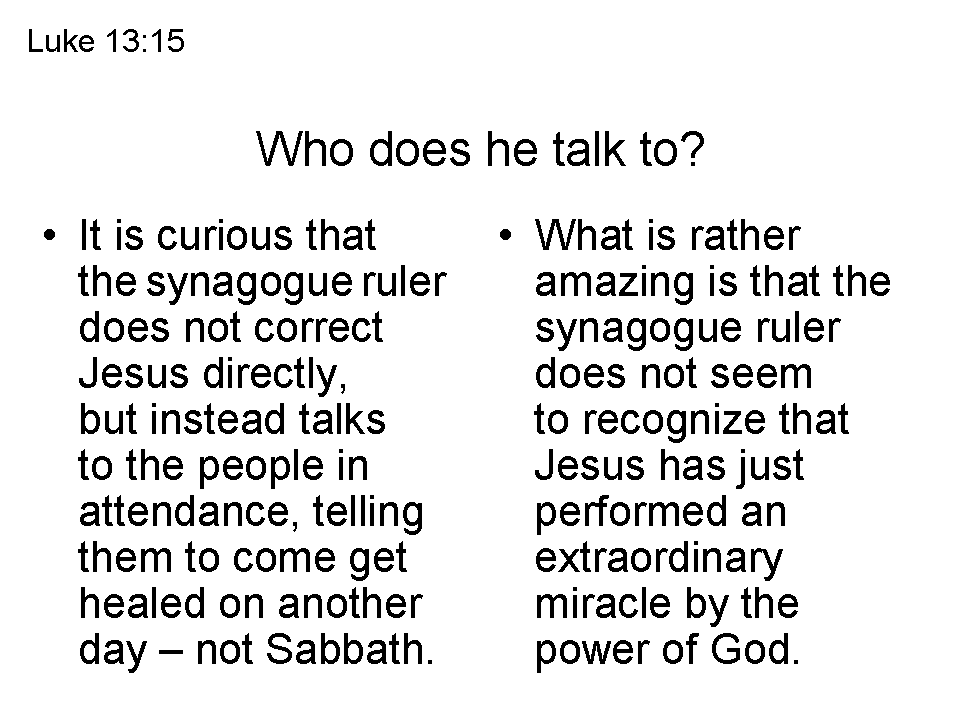 Luke 13:15
Who does he talk to?
• It is curious that
the synagogue ruler
does not correct
Jesus directly,
but instead talks
to the people in
attendance, telling
them to come get
healed on another
day – not Sabbath.
• What is rather
amazing is that the
synagogue ruler
does not seem
to recognize that
Jesus has just
performed an
extraordinary
miracle by the
power of God.